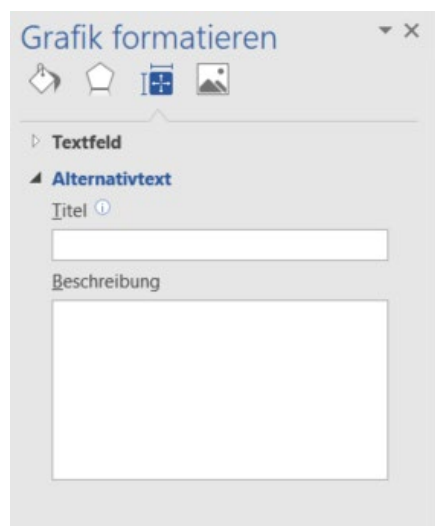 Grafik formatieren
Textfeld
Alternativtext
Titel
Beschreibung